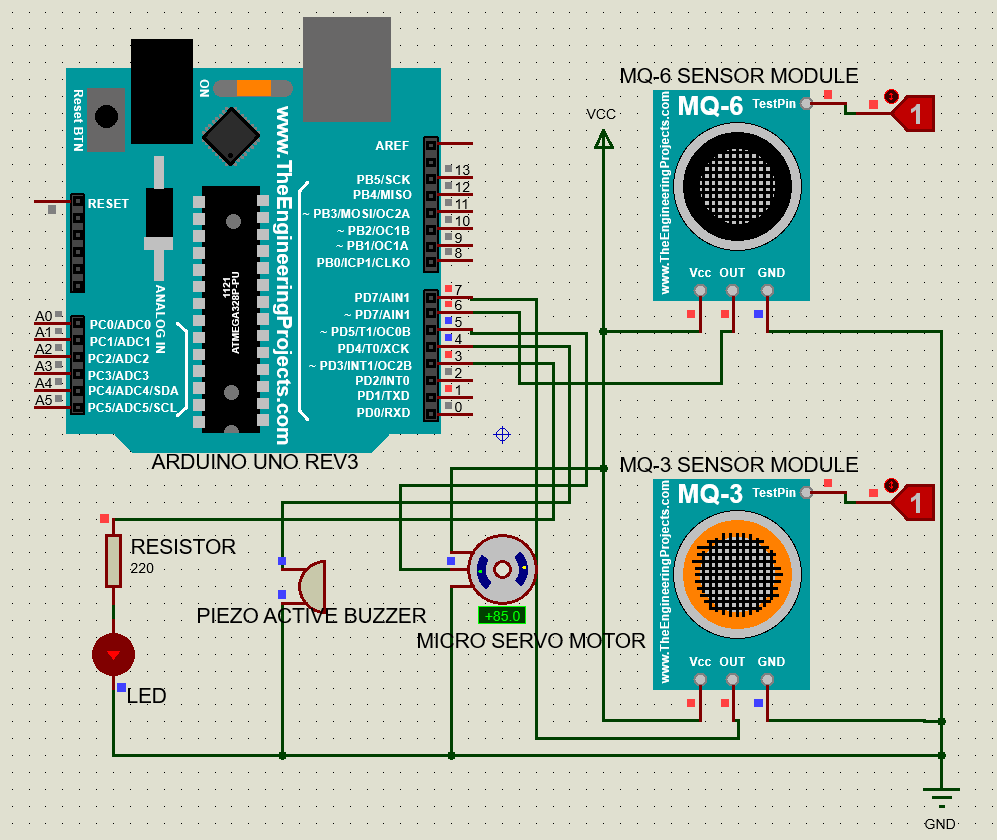 MQ-6 SENSOR MODULE
MQ-6
TestPin
1
www.TheEngineeringProjects.com
Vcc OUT GND
VCC
Reset BTN
ON
www.TheEngineeringProjects.com
AREF
RESET
PB5/SCK 13
PB4/MISO 12
~ PB3/MOSI/OC2A 11
~ PB2/OC1B 10
~ PB1/OC1A 9
PB0/ICP1/CLKO 8
1121
ATMEGA328P-PU
ANALOG IN
PD7/AIN1 7
~ PD7/AIN1 6
~ PD5/T1/OC0B 5
PD4/T0/XCK 4
~ PD3/INT1/OC2B 3
PD2/INT0 2
PD1/TXD 1
PD0/RXD 0
A0 PC0/ADC0
A1 PC1/ADC1
A2 PC2/ADC2
A3 PC3/ADC3
A4 PC4/ADC4/SDA
A5 PC5/ADC5/SCL
ARDUINO UNO REV3
MQ-3 SENSOR MODULE
MQ-3
TestPin
1
www.TheEngineeringProjects.com
Vcc OUT GND
RESISTOR
220
PIEZO ACTIVE BUZZER
+85.0
MICRO SERVO MOTOR
LED
GND